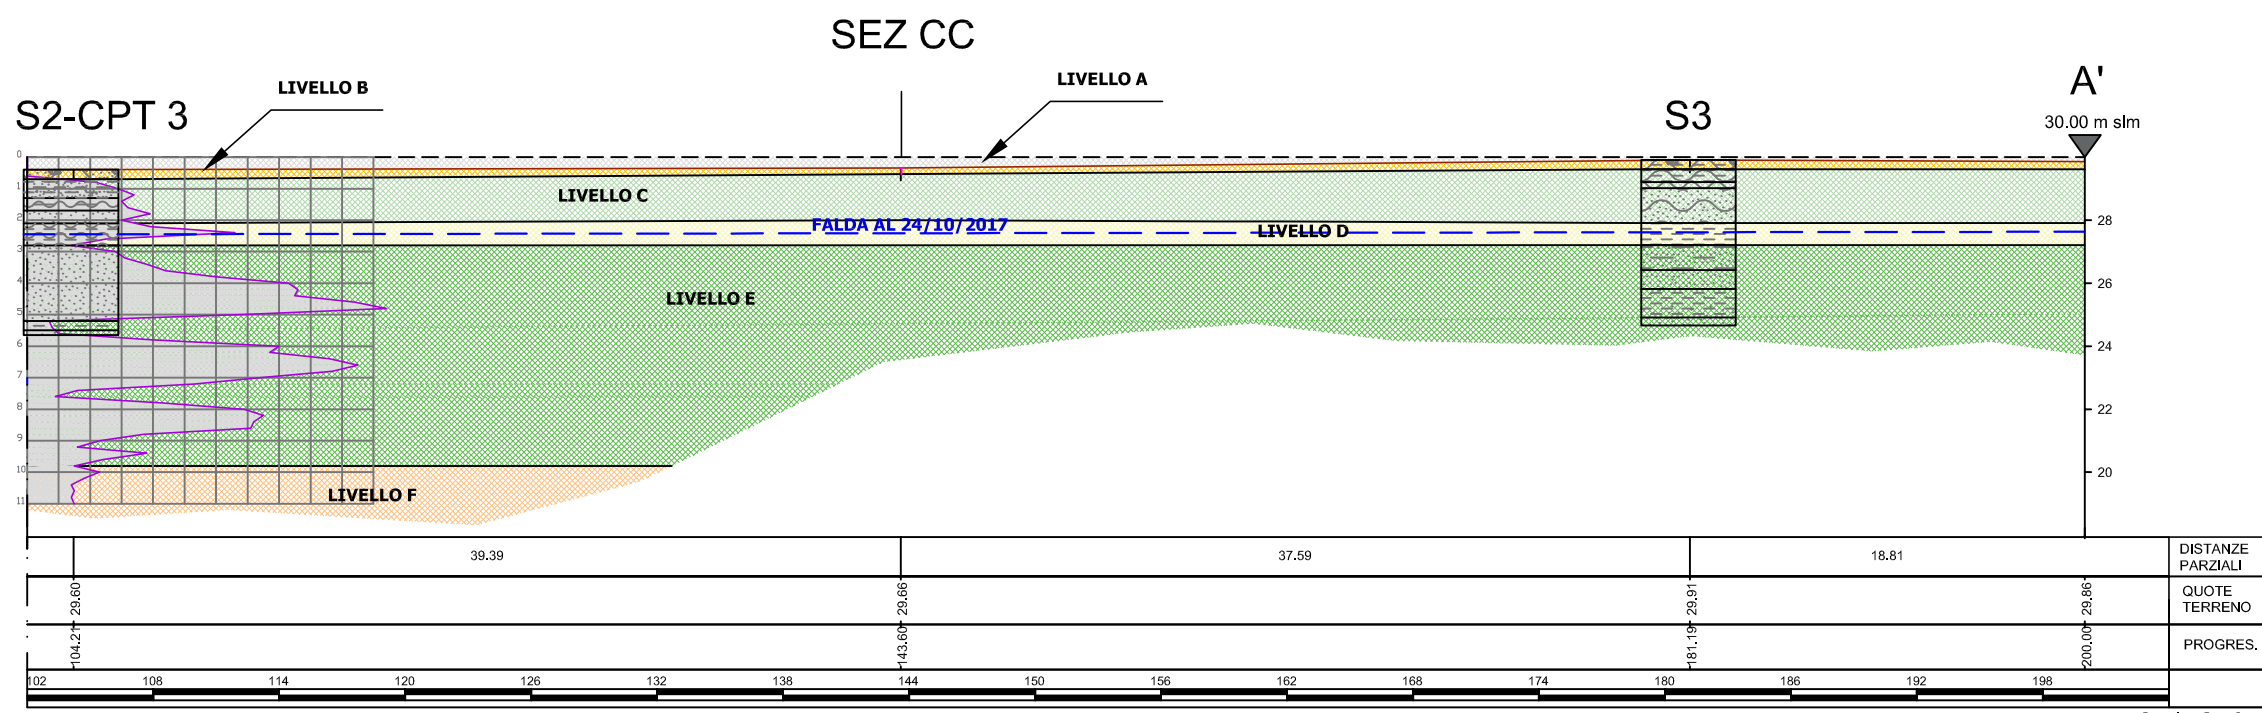 SEZ CC
LIVELLO B
LIVELLO A
A'
S2-CPT 3
S3
30.00 m slm
0
1
2
3
4
5
6
7
8
9
10
11
LIVELLO C
FALDA AL 24/10/2017
LIVELLO D
LIVELLO E
LIVELLO F
28
26
24
22
20
39.39
37.59
18.81
DISTANZE
PARZIALI
29.60
29.66
29.91
29.86
QUOTE
TERRENO
104.21
143.60
181.19
200.00
PROGRES.
102 108 114 120 126 132 138 144 150 156 162 168 174 180 186 192 198